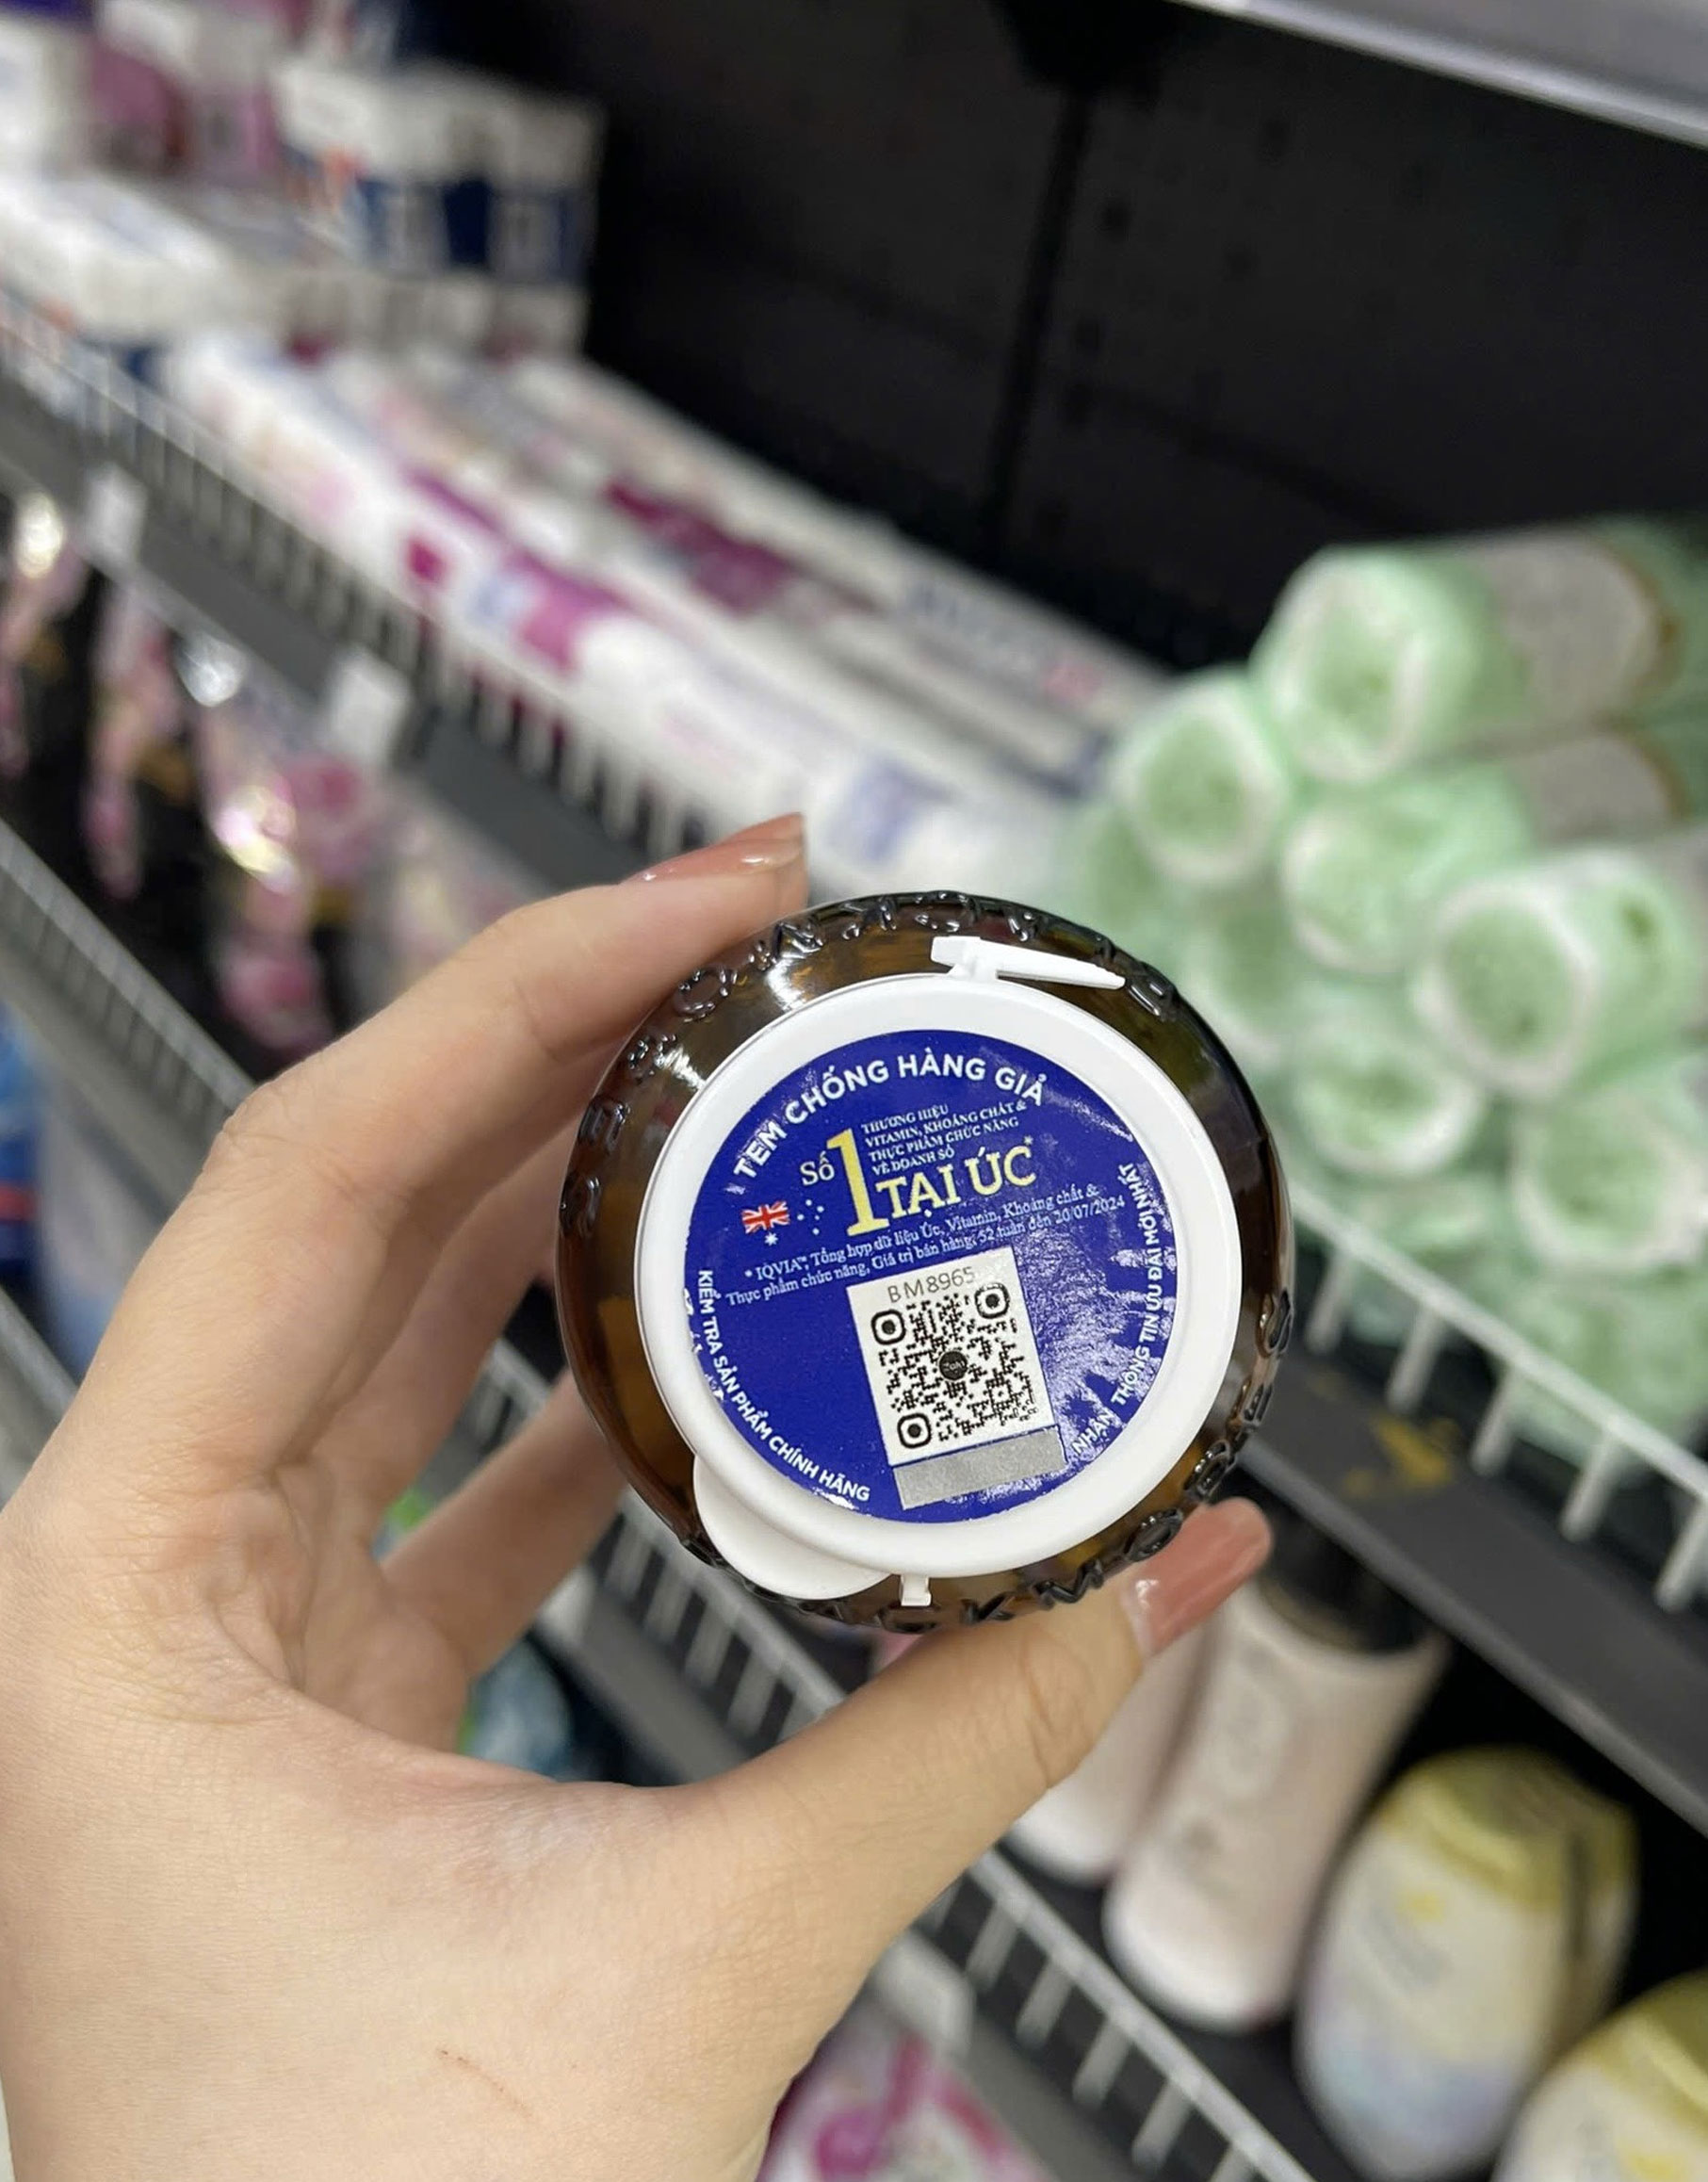 TEM CHỐNG HÀNG GIẢ
Số 1
THƯƠNG HIỆU
VITAMIN, KHOÁNG CHẤT &
THỰC PHẨM CHỨC NĂNG
VỀ DOANH SỐ
TẠI ÚC*
* IQVIA™, Tổng hợp dữ liệu Úc, Vitamin, Khoáng chất &
Thực phẩm chức năng, Giá trị bán hàng, 52 tuần đến 20/07/2024
BM8965
Zalo
KIỂM TRA SẢN PHẨM CHÍNH HÃNG
NHẬN THÔNG TIN ƯU ĐÃI MỚI NHẤT